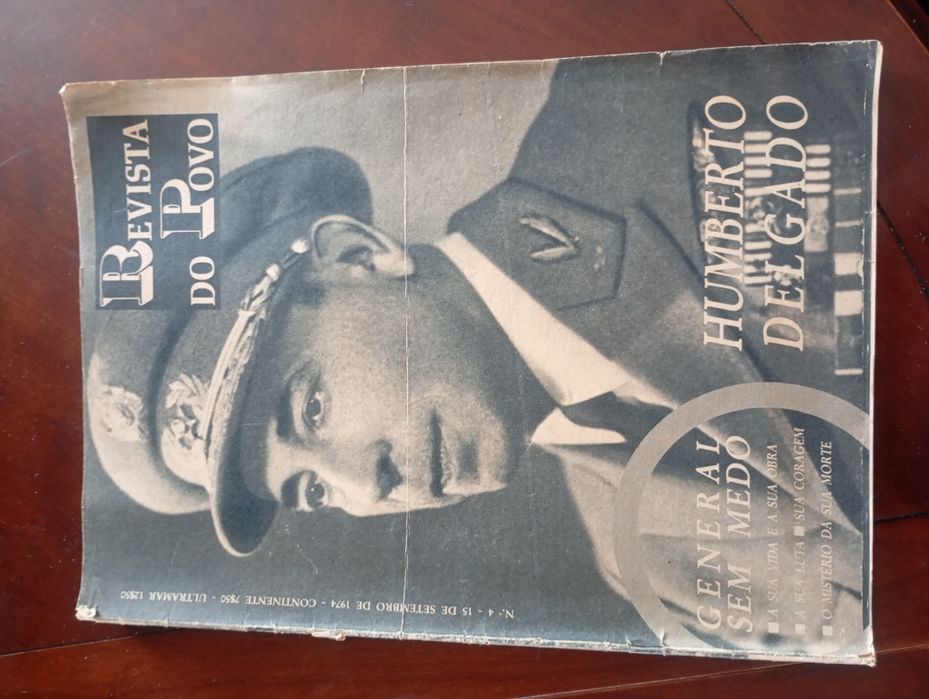 REVISTA
DO POVO
N.º 4 - 15 DE SETEMBRO DE 1974 - CONTINENTE 7$50 - ULTRAMAR 12$50
HUMBERTO
DELGADO
GENERAL
SEM MEDO
■ A SUA VIDA E A SUA OBRA
■ A SUA LUTA ■ SUA CORAGEM
■ O MISTÉRIO DA SUA MORTE